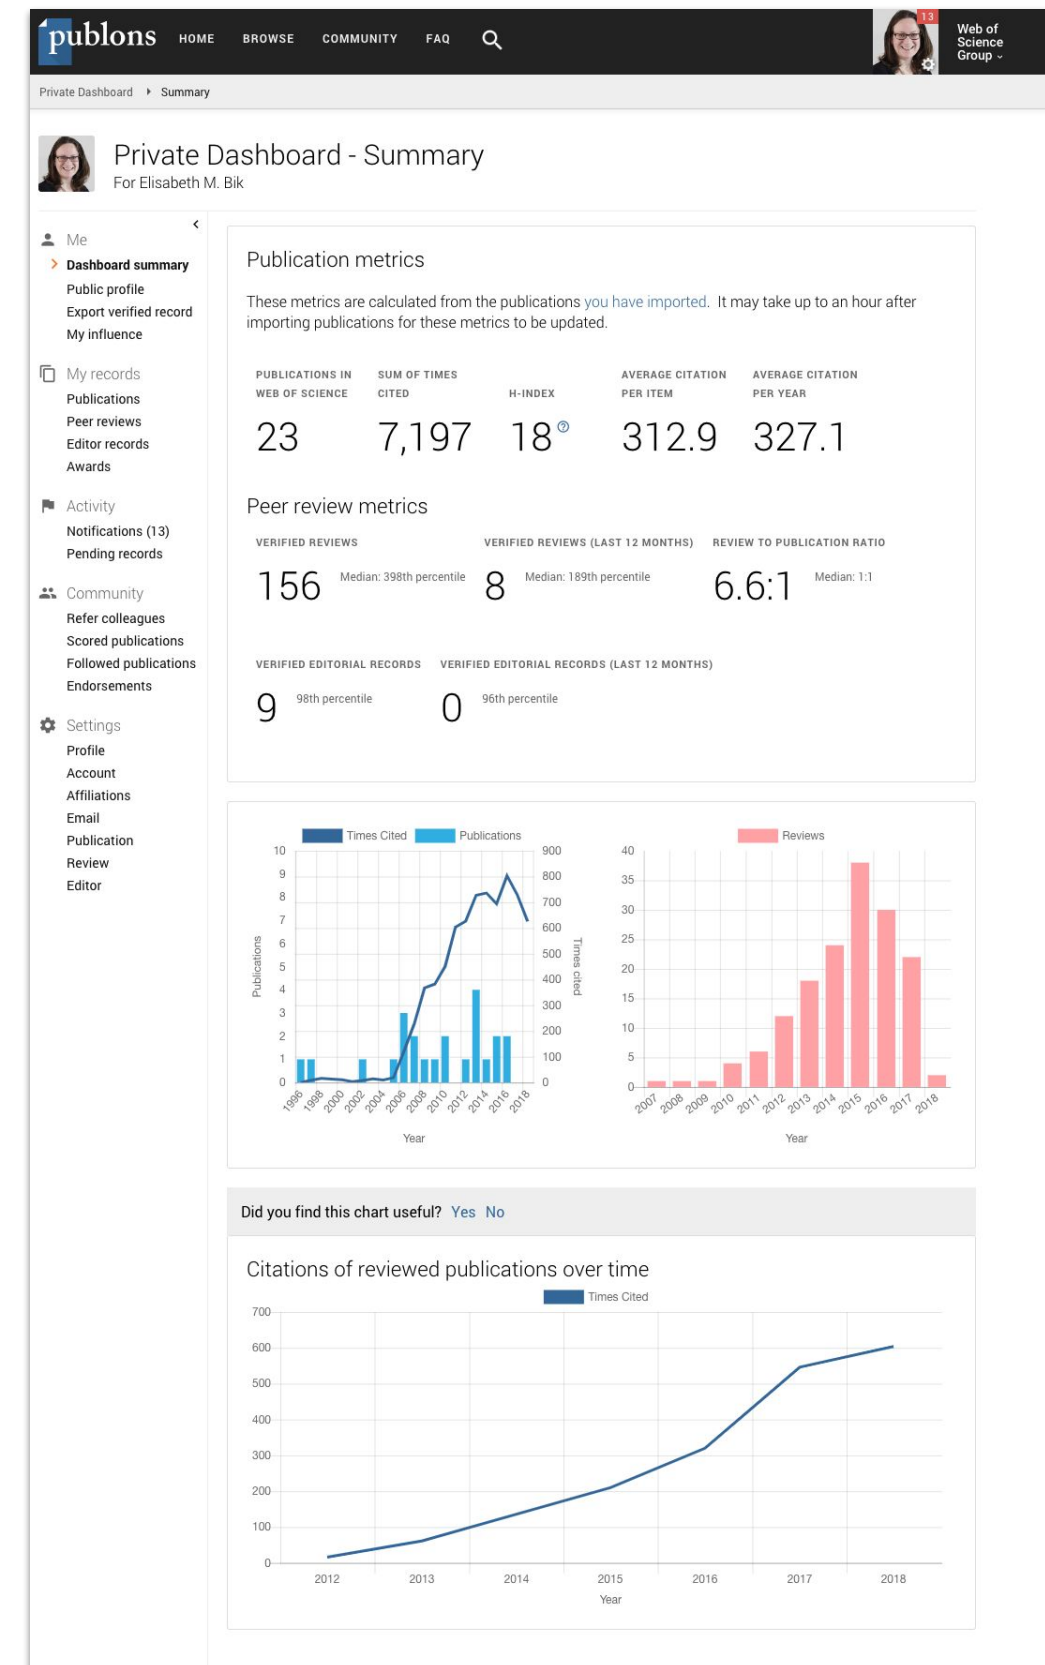 publons HOME BROWSE COMMUNITY FAQ
13
Web of
Science
Group
Private Dashboard Summary
Private Dashboard - Summary
For Elisabeth M. Bik
Me
Dashboard summary
Public profile
Export verified record
My influence
My records
Publications
Peer reviews
Editor records
Awards
Activity
Notifications (13)
Pending records
Community
Refer colleagues
Scored publications
Followed publications
Endorsements
Settings
Profile
Account
Affiliations
Email
Publication
Review
Editor
Publication metrics
These metrics are calculated from the publications you have imported. It may take up to an hour after
importing publications for these metrics to be updated.
PUBLICATIONS IN
WEB OF SCIENCE
23
SUM OF TIMES
CITED
7,197
H-INDEX
18
AVERAGE CITATION
PER ITEM
312.9
AVERAGE CITATION
PER YEAR
327.1
Peer review metrics
VERIFIED REVIEWS
156 Median: 398th percentile
VERIFIED REVIEWS (LAST 12 MONTHS)
8 Median: 189th percentile
REVIEW TO PUBLICATION RATIO
6.6:1 Median: 1:1
VERIFIED EDITORIAL RECORDS
9 98th percentile
VERIFIED EDITORIAL RECORDS (LAST 12 MONTHS)
0 96th percentile
Times Cited Publications
10
9
8
7
6
5
4
3
2
1
0
Publications
900
800
700
600
500
400
300
200
100
0
Times cited
1996 1998 2000 2002 2004 2006 2008 2010 2012 2014 2016 2018
Year
Reviews
40
35
30
25
20
15
10
5
0
2007 2008 2009 2010 2011 2012 2013 2014 2015 2016 2017 2018
Year
Did you find this chart useful? Yes No
Citations of reviewed publications over time
Times Cited
700
600
500
400
300
200
100
0
2012 2013 2014 2015 2016 2017 2018
Year